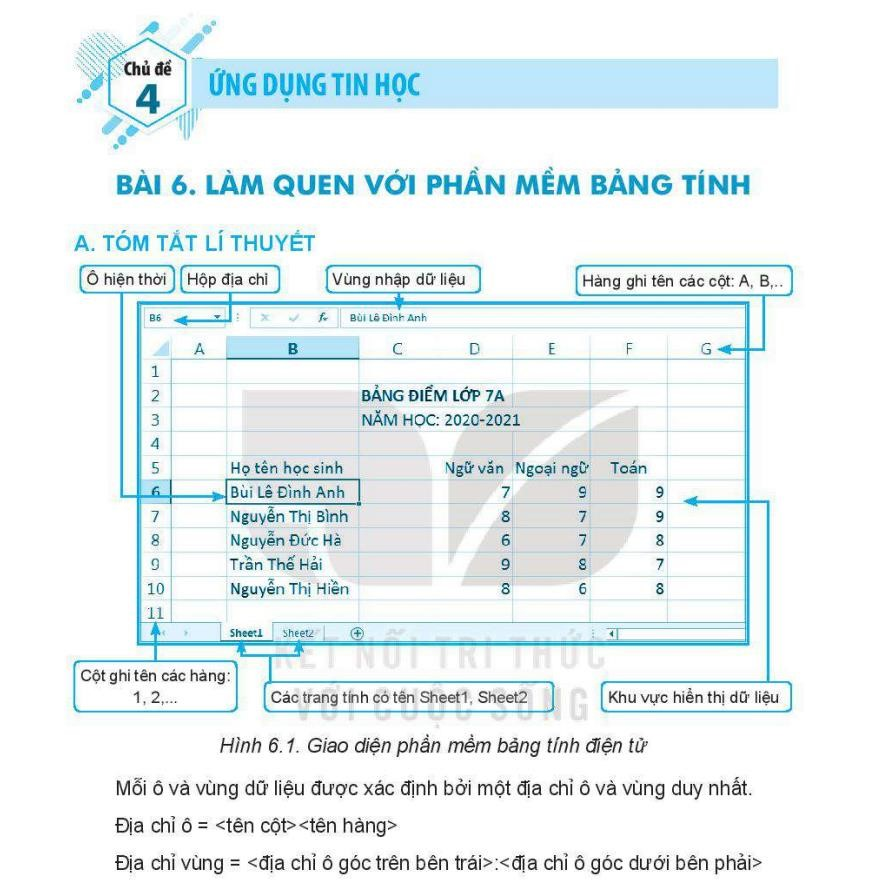 Chủ đề
4
ỨNG DỤNG TIN HỌC
BÀI 6. LÀM QUEN VỚI PHẦN MỀM BẢNG TÍNH
A. TÓM TẮT LÍ THUYẾT
Ô hiện thời Hộp địa chỉ Vùng nhập dữ liệu Hàng ghi tên các cột: A, B,..
B6 fx Bùi Lê Đình Anh
A B C D E F G
1
2 BẢNG ĐIỂM LỚP 7A
3 NĂM HỌC: 2020-2021
4
5 Họ tên học sinh Ngữ văn Ngoại ngữ Toán
6 Bùi Lê Đình Anh 7 9 9
7 Nguyễn Thị Bình 8 7 9
8 Nguyễn Đức Hà 6 7 8
9 Trần Thế Hải 9 8 7
10 Nguyễn Thị Hiền 8 6 8
11
Sheet1 Sheet2
KẾT NỐI TRI THỨC
VỚI CUỘC SỐNG
Cột ghi tên các hàng:
1, 2,...
Các trang tính có tên Sheet1, Sheet2
Khu vực hiển thị dữ liệu
Hình 6.1. Giao diện phần mềm bảng tính điện tử
Mỗi ô và vùng dữ liệu được xác định bởi một địa chỉ ô và vùng duy nhất.
Địa chỉ ô = <tên cột><tên hàng>
Địa chỉ vùng = <địa chỉ ô góc trên bên trái>:<địa chỉ ô góc dưới bên phải>